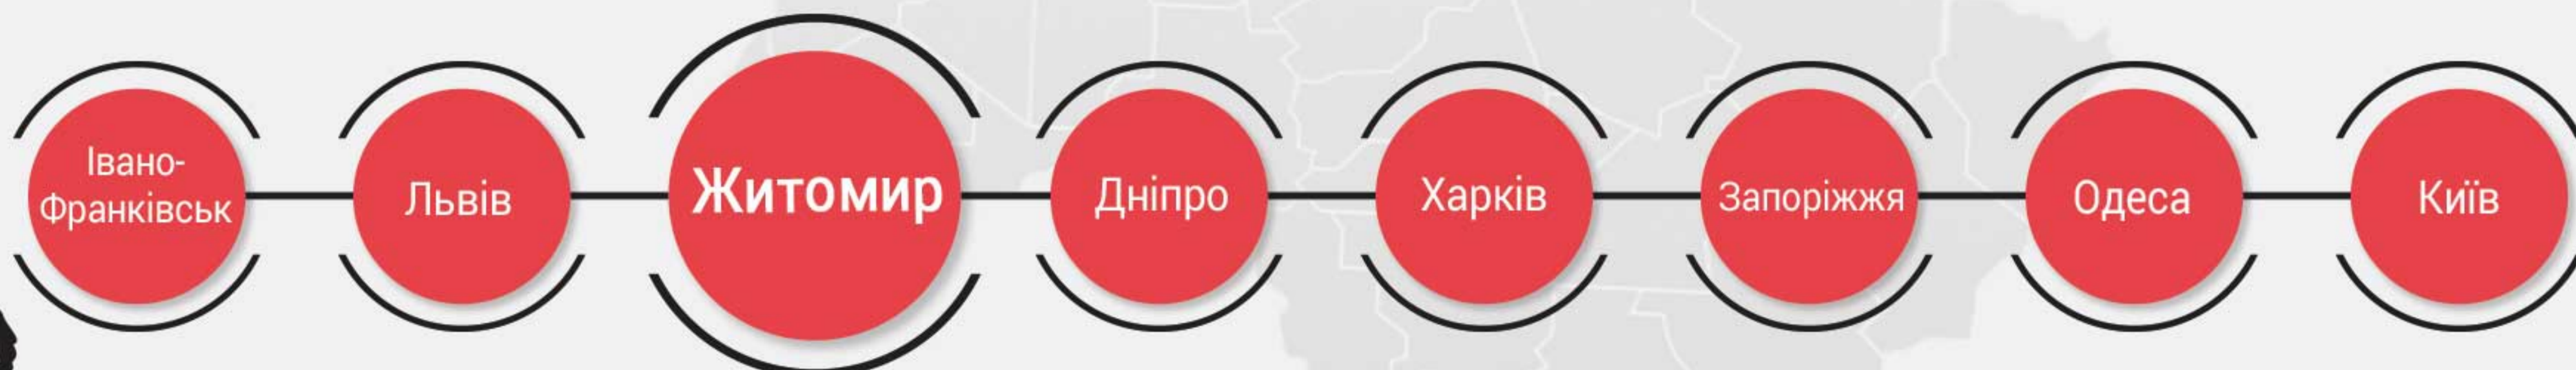 Івано-
Франківськ
Львів
Житомир
Дніпро
Харків
Запоріжжя
Одеса
Київ